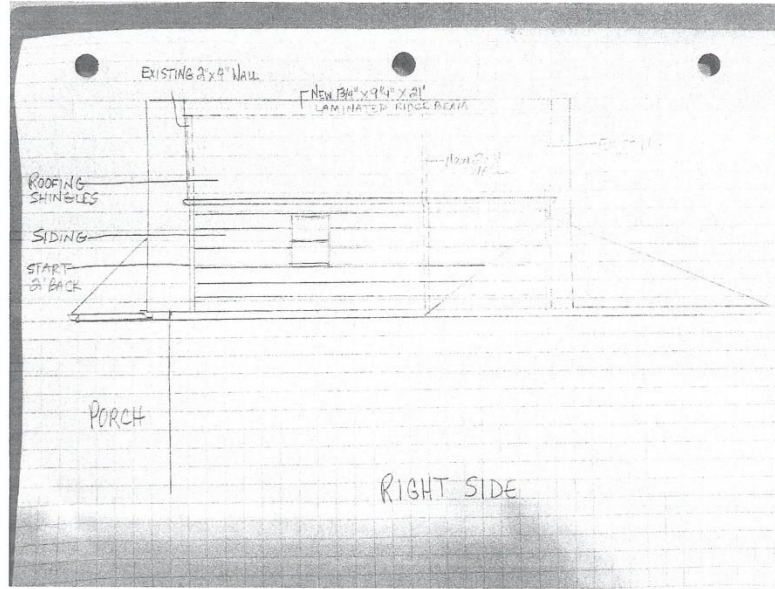 EXISTING 2"x4" WALL
NEW 1 3/4" x 9 1/4" x 21'
LAMINATED RIDGE BEAM
ROOFING
SHINGLES
SIDING
START
2' BACK
PORCH
RIGHT SIDE